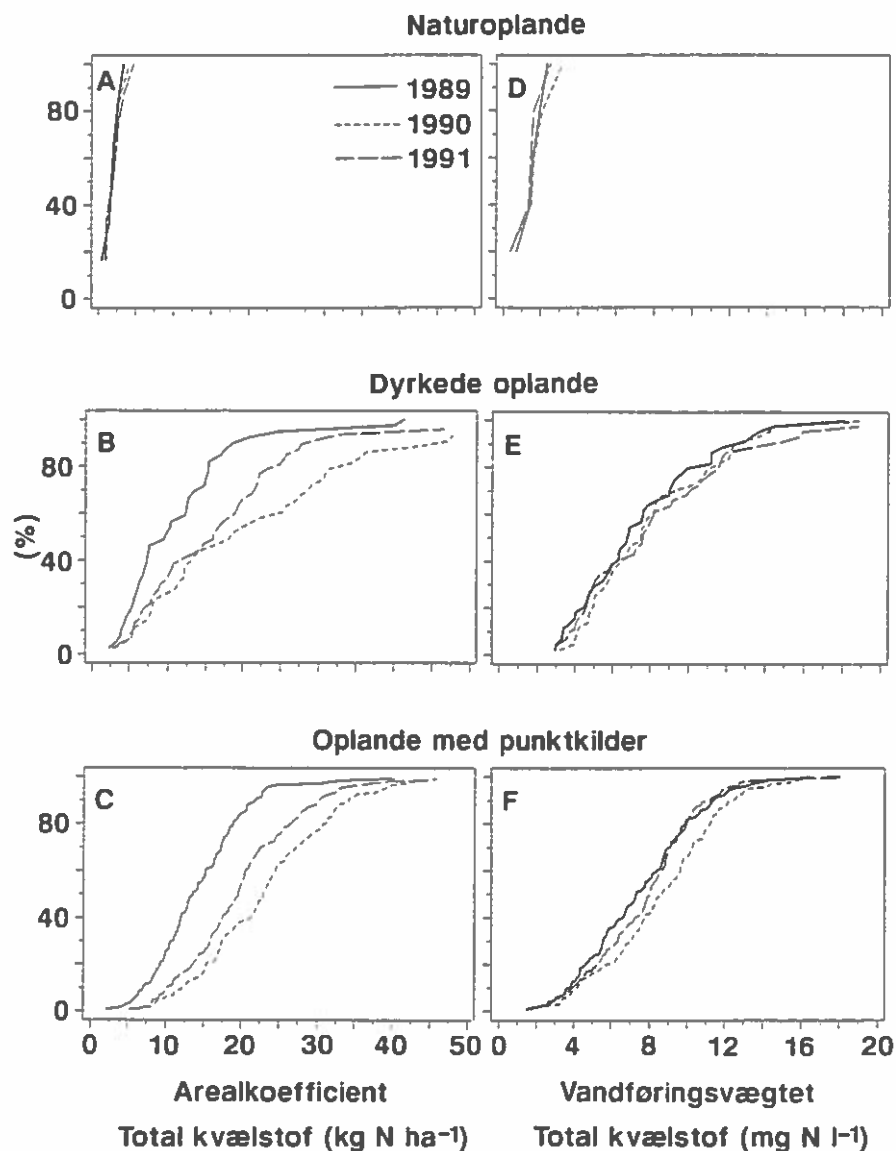 Naturoplande
A
1989
1990
1991
D
80
40
0
Dyrkede oplande
B
E
80
40
0
(%)
Oplande med punktkilder
C
F
80
40
0
0 10 20 30 40 50 0 4 8 12 16 20
Arealkoefficient Vandføringsvægtet
Total kvælstof (kg N ha⁻¹) Total kvælstof (mg N l⁻¹)